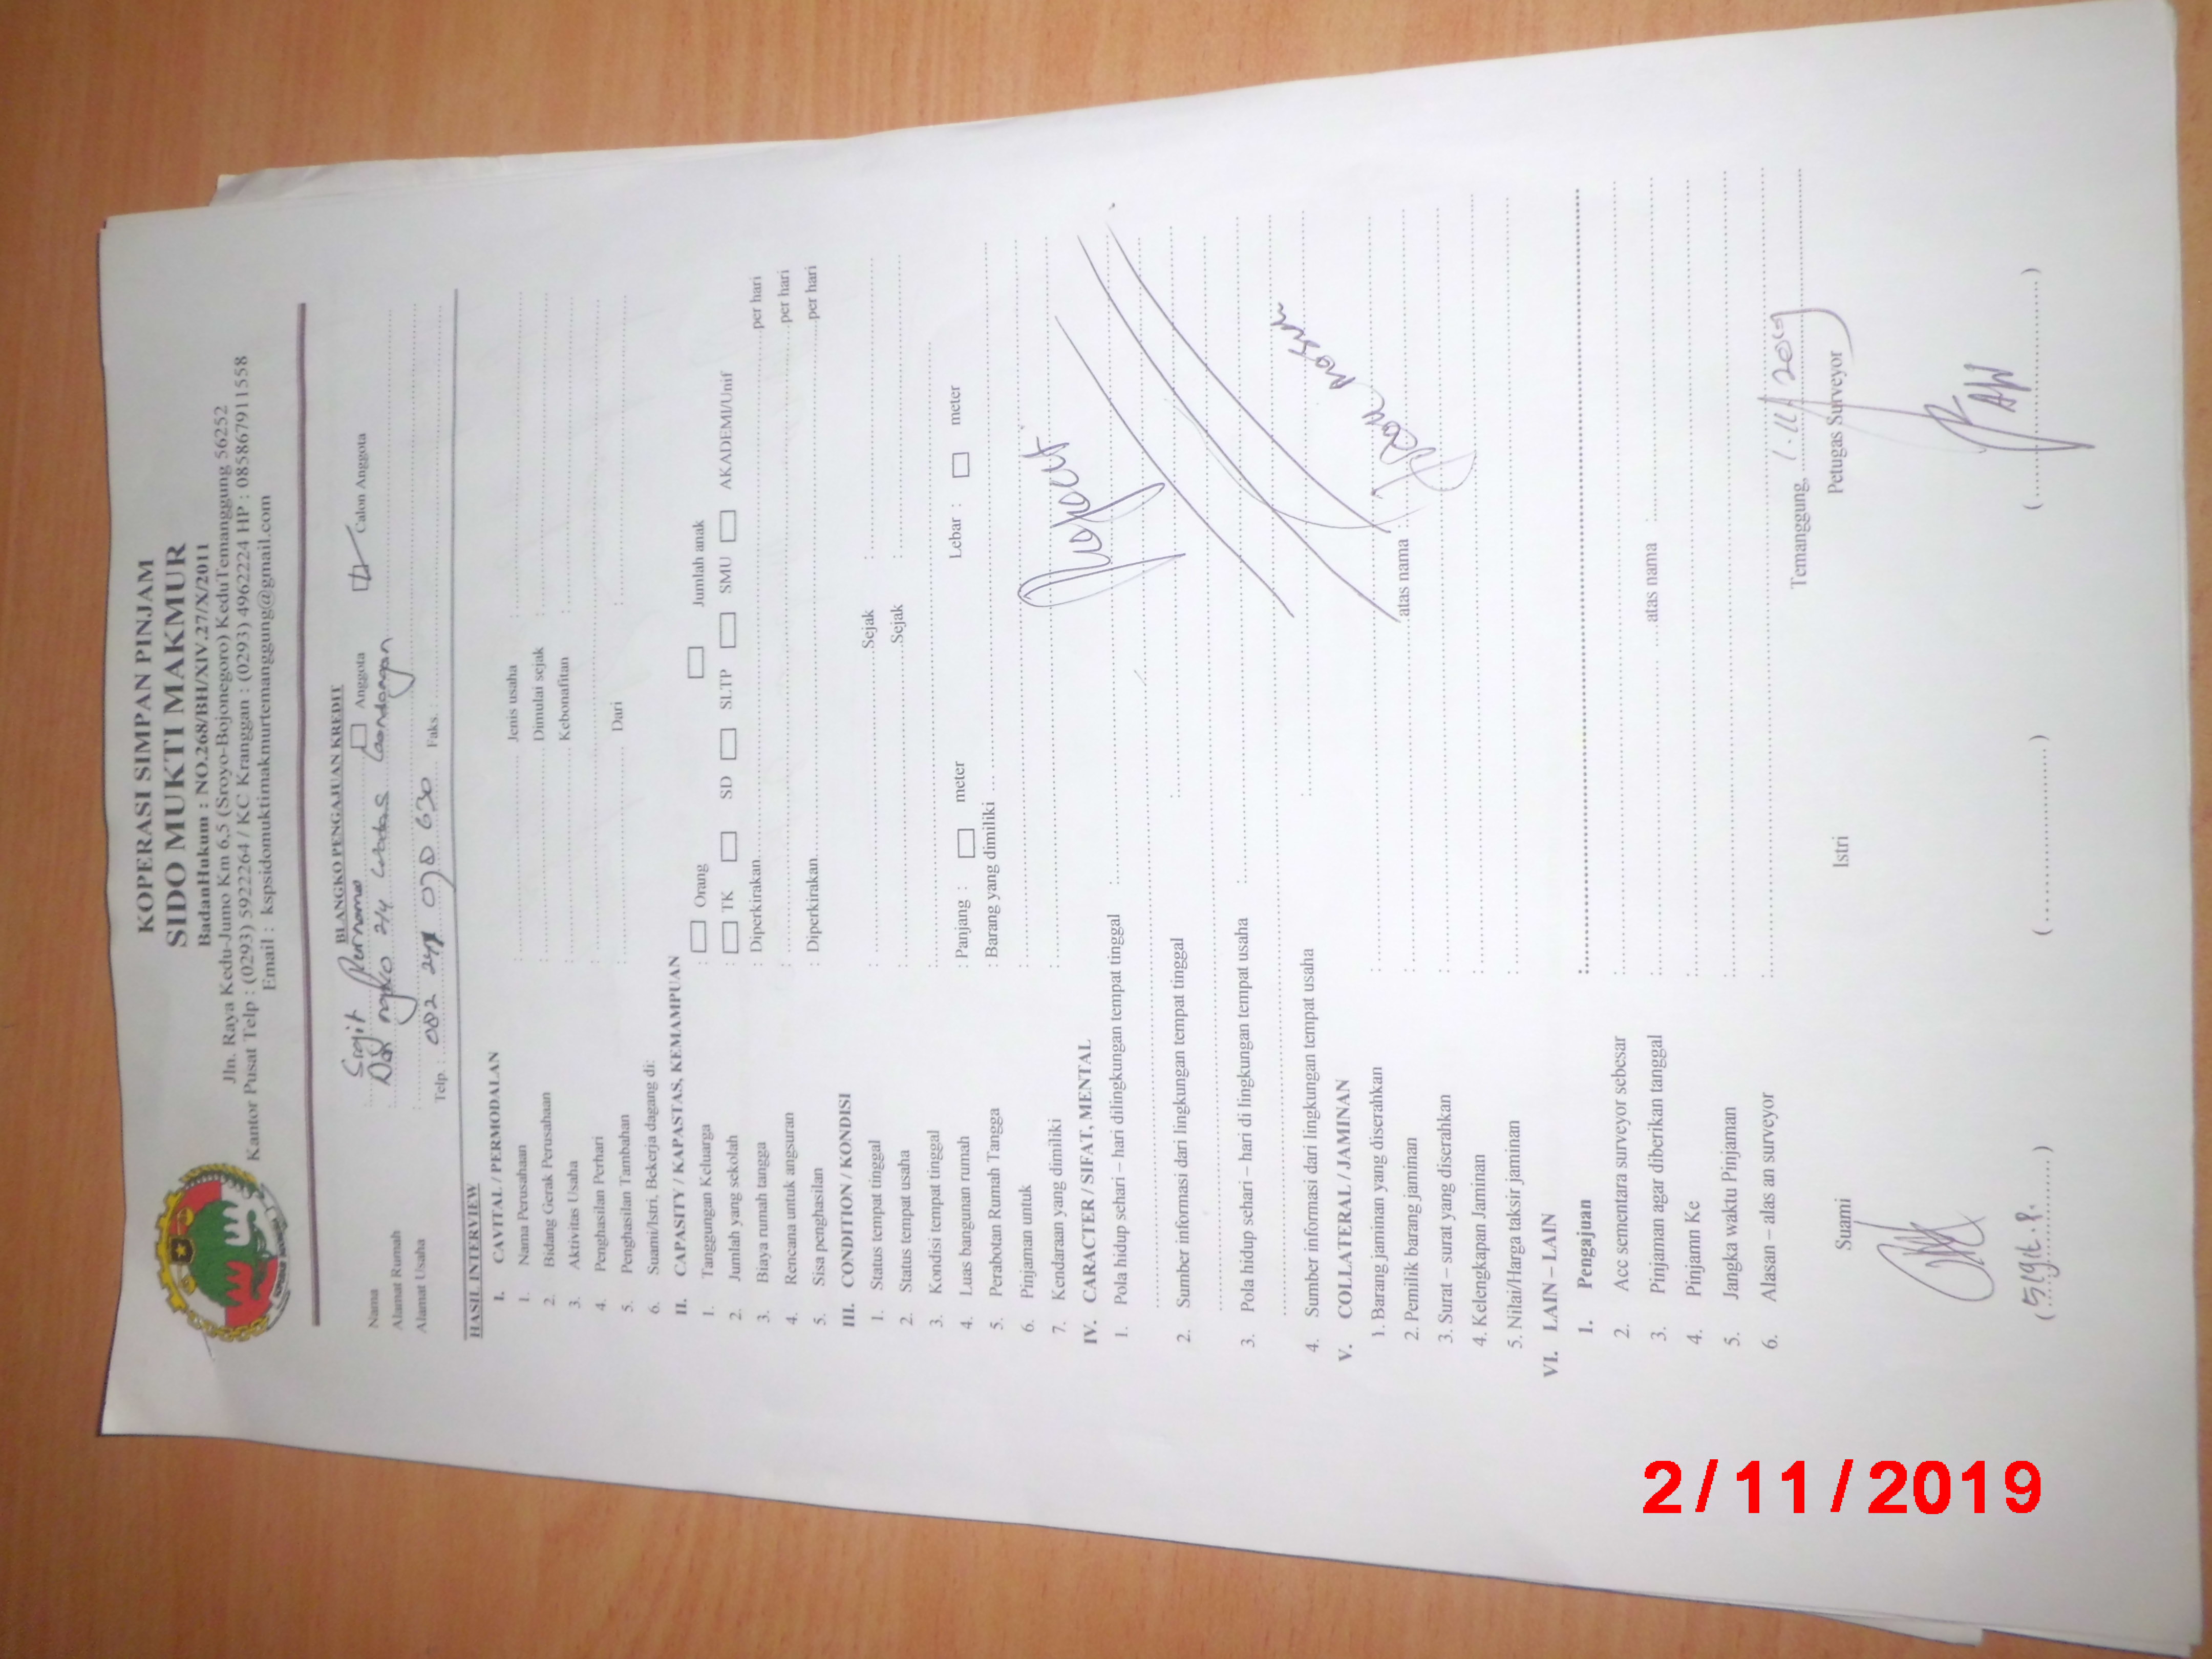 KOPERASI SIMPAN PINJAM
SIDO MUKTI MAKMUR
BadanHukum : NO.268/BH/XIV.27/X/2011
Jln. Raya Kedu-Jumo Km 6,5 (Sroyo-Bojonegoro) KeduTemanggung 56252
Kantor Pusat Telp : (0293) 5922264 / KC Kranggan : (0293) 4962224 HP : 085867911558
Email : kspsidomuktimakmurtemanggung@gmail.com
BLANGKO PENGAJUAN KREDIT
Nama : Sigit Purnomo Anggota Calon Anggota
Alamat Rumah : 2/4
Alamat Usaha :
Telp. : 082 241 070 630 Faks. :
HASIL INTERVIEW
I. CAVITAL / PERMODALAN
1. Nama Perusahaan : Jenis usaha :
2. Bidang Gerak Perusahaan : Dimulai sejak :
3. Aktivitas Usaha : Kebonafitan :
4. Penghasilan Perhari :
5. Penghasilan Tambahan : Dari :
6. Suami/Istri, Bekerja dagang di:
II. CAPASITY / KAPASTAS, KEMAMPUAN
1. Tanggungan Keluarga : Orang Jumlah anak
2. Jumlah yang sekolah : TK SD SLTP SMU AKADEMI/Unif
3. Biaya rumah tangga : Diperkirakan per hari
4. Rencana untuk angsuran : per hari
5. Sisa penghasilan : Diperkirakan per hari
III. CONDITION / KONDISI
1. Status tempat tinggal : Sejak :
2. Status tempat usaha : Sejak :
3. Kondisi tempat tinggal :
4. Luas bangunan rumah : Panjang : meter Lebar : meter
5. Perabotan Rumah Tangga : Barang yang dimiliki
6. Pinjaman untuk :
7. Kendaraan yang dimiliki :
IV. CARACTER / SIFAT, MENTAL
1. Pola hidup sehari – hari dilingkungan tempat tinggal :
2. Sumber informasi dari lingkungan tempat tinggal :
3. Pola hidup sehari – hari di lingkungan tempat usaha :
4. Sumber informasi dari lingkungan tempat usaha :
V. COLLATERAL / JAMINAN
1. Barang jaminan yang diserahkan :
2. Pemilik barang jaminan : atas nama :
3. Surat – surat yang diserahkan :
4. Kelengkapan Jaminan :
5. Nilai/Harga taksir jaminan :
VI. LAIN – LAIN
1. Pengajuan :
2. Acc sementara surveyor sebesar :
3. Pinjaman agar diberikan tanggal : atas nama :
4. Pinjamn Ke :
5. Jangka waktu Pinjaman :
6. Alasan – alas an surveyor :
Temanggung,
Suami Istri Petugas Surveyor
(Sigit. P.) ( ) ( )
2/11/2019